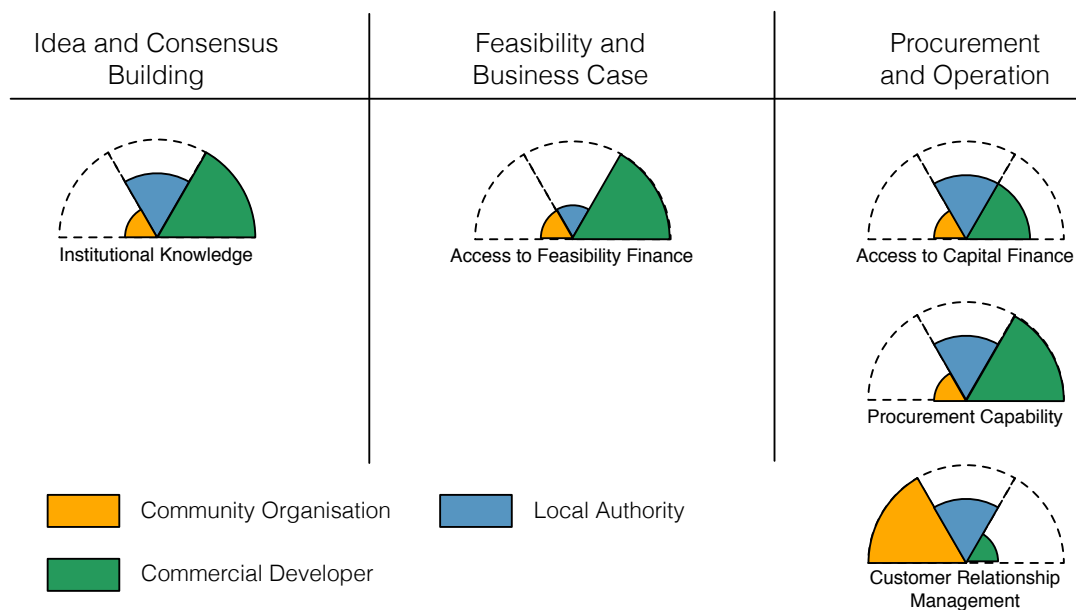 Idea and Consensus
Building
Feasibility and
Business Case
Procurement
and Operation
Institutional Knowledge
Access to Feasibility Finance
Access to Capital Finance
Procurement Capability
Customer Relationship
Management
Community Organisation
Local Authority
Commercial Developer